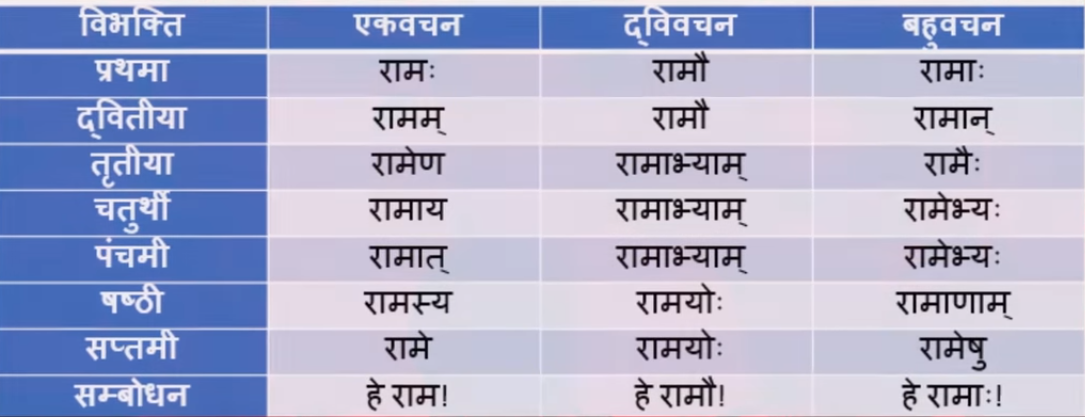 विभक्ति एकवचन द्विवचन बहुवचन
प्रथमा रामः रामौ रामाः
द्वितीया रामम् रामौ रामान्
तृतीया रामेण रामाभ्याम् रामैः
चतुर्थी रामाय रामाभ्याम् रामेभ्यः
पंचमी रामात् रामाभ्याम् रामेभ्यः
षष्ठी रामस्य रामयोः रामाणाम्
सप्तमी रामे रामयोः रामेषु
सम्बोधन हे राम! हे रामौ! हे रामाः!